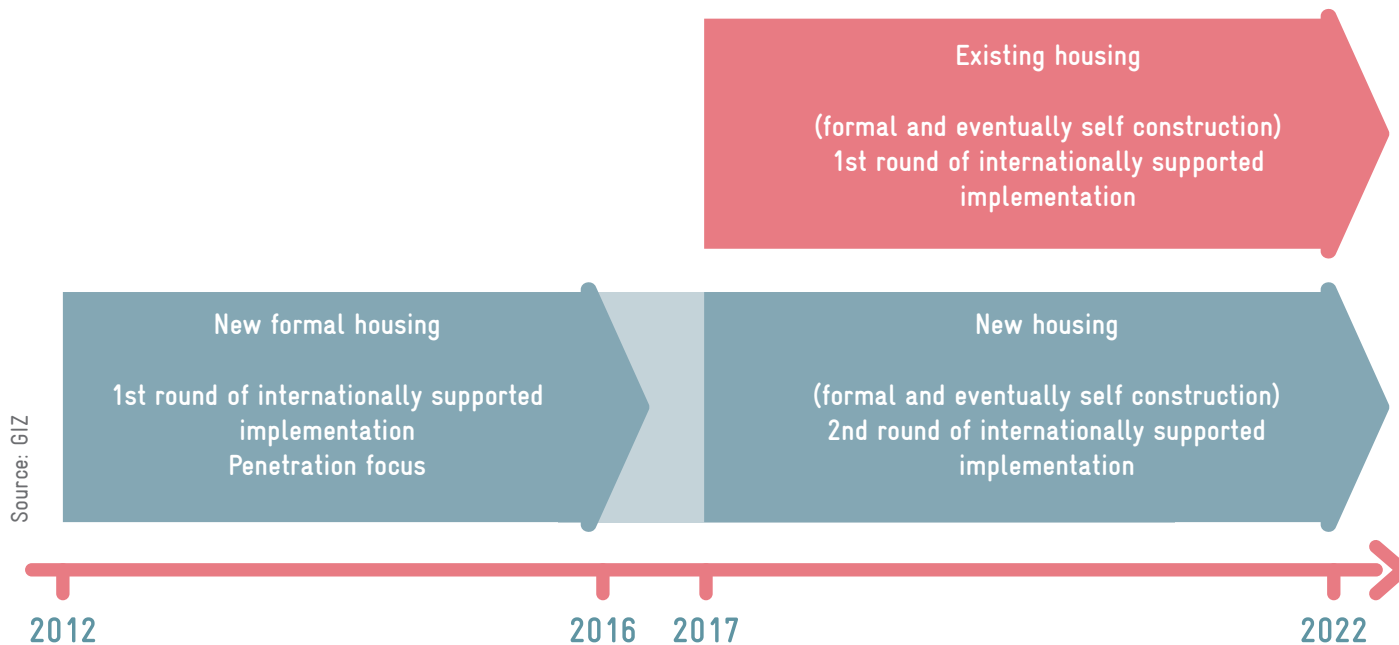 Existing housing
(formal and eventually self construction)
1st round of internationally supported
implementation
New formal housing
1st round of internationally supported
implementation
Penetration focus
New housing
(formal and eventually self construction)
2nd round of internationally supported
implementation
Source: GIZ
2012
2016
2017
2022